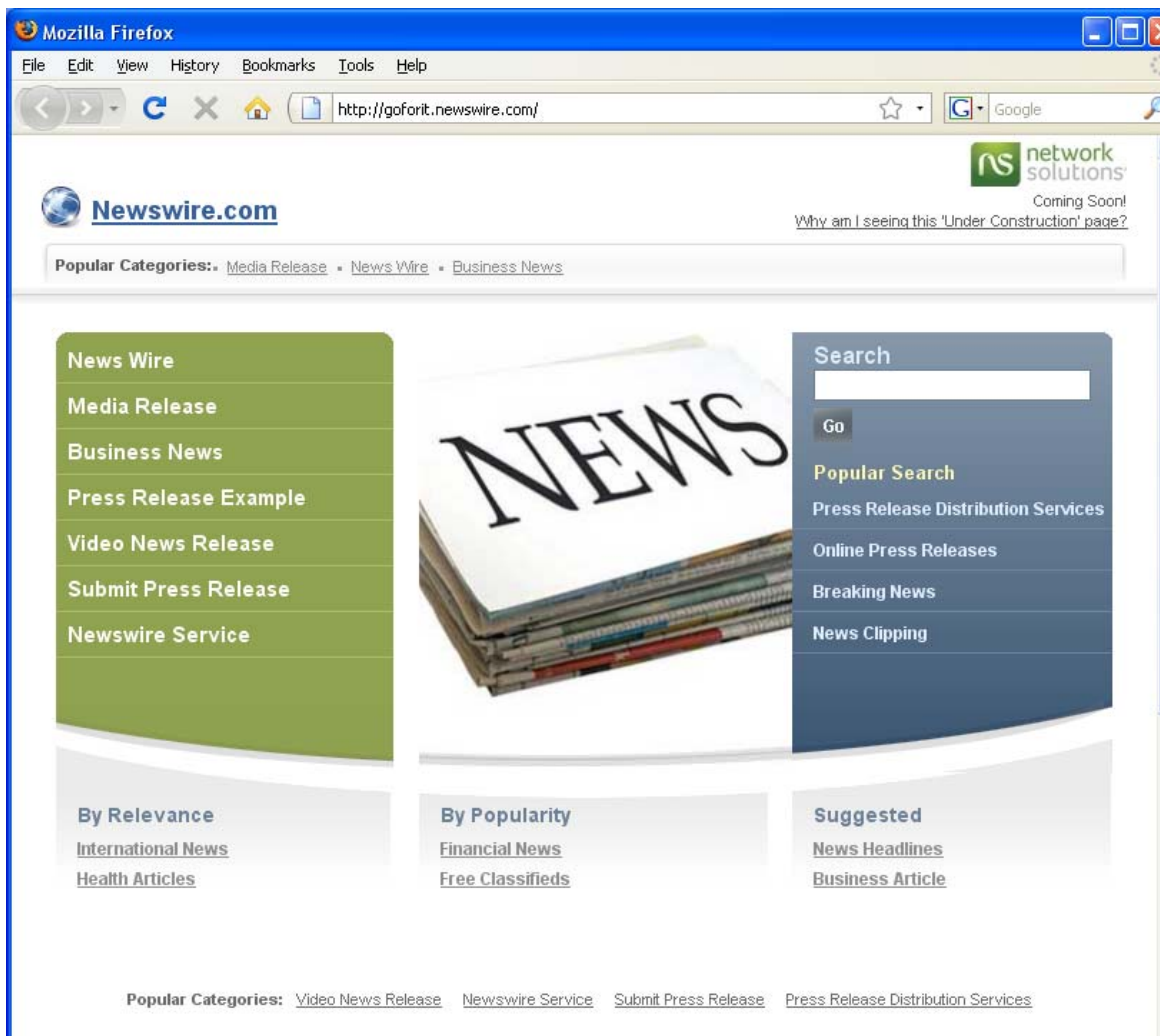 Mozilla Firefox
File Edit View History Bookmarks Tools Help
http://goforit.newswire.com/
G Google
ns network solutions
Newswire.com
Coming Soon!
Why am I seeing this 'Under Construction' page?
Popular Categories: Media Release News Wire Business News
News Wire
Media Release
Business News
Press Release Example
Video News Release
Submit Press Release
Newswire Service
NEWS
Search
Go
Popular Search
Press Release Distribution Services
Online Press Releases
Breaking News
News Clipping
By Relevance
International News
Health Articles
By Popularity
Financial News
Free Classifieds
Suggested
News Headlines
Business Article
Popular Categories: Video News Release Newswire Service Submit Press Release Press Release Distribution Services